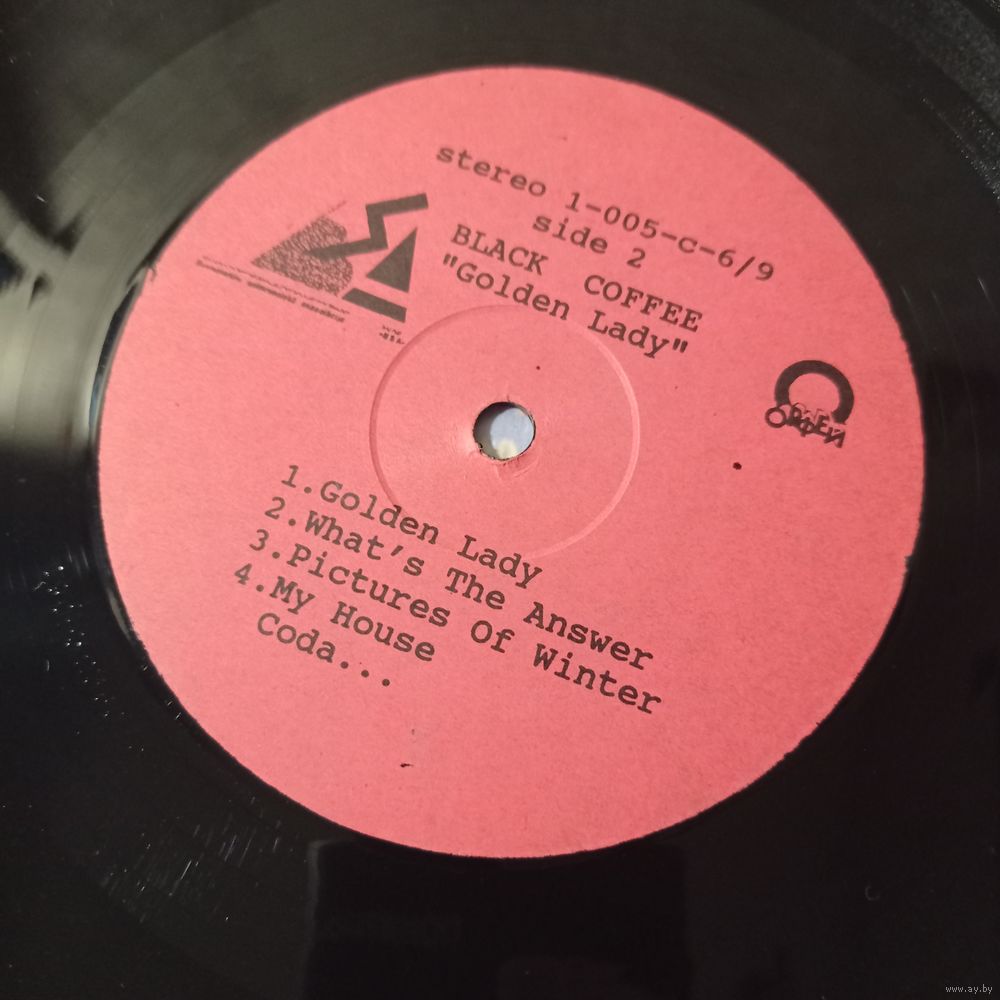 stereo 1-005-c-6/9
side 2
BLACK COFFEE
"Golden Lady"
ОРФЕЙ
1.Golden Lady
2.What's The Answer
3.Pictures Of Winter
4.My House
Coda...
www.ay.by